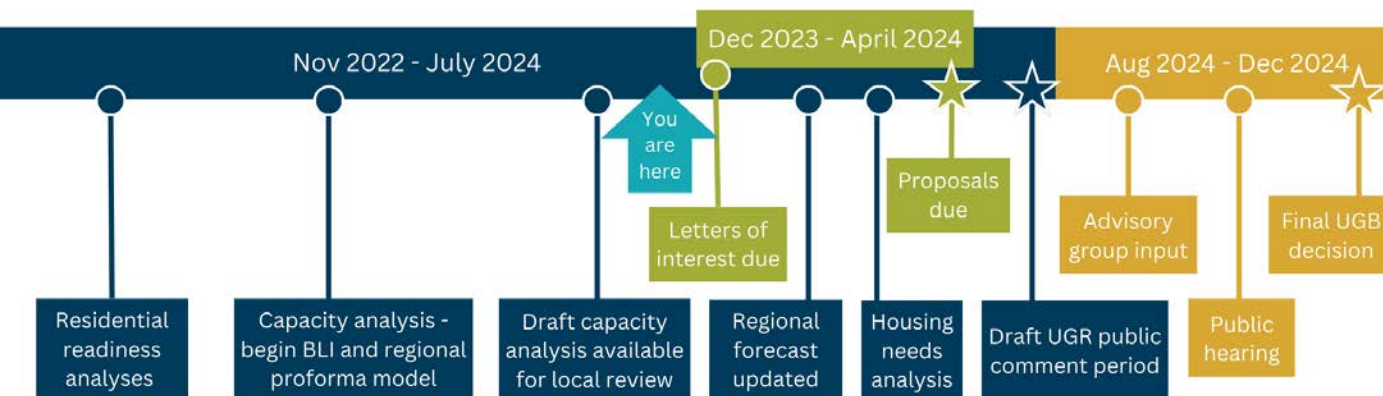 Nov 2022 - July 2024
Dec 2023 - April 2024
Aug 2024 - Dec 2024
You
are
here
Letters of
interest due
Proposals
due
Advisory
group input
Final UGB
decision
Residential
readiness
analyses
Capacity analysis -
begin BLI and regional
proforma model
Draft capacity
analysis available
for local review
Regional
forecast
updated
Housing
needs
analysis
Draft UGR public
comment period
Public
hearing